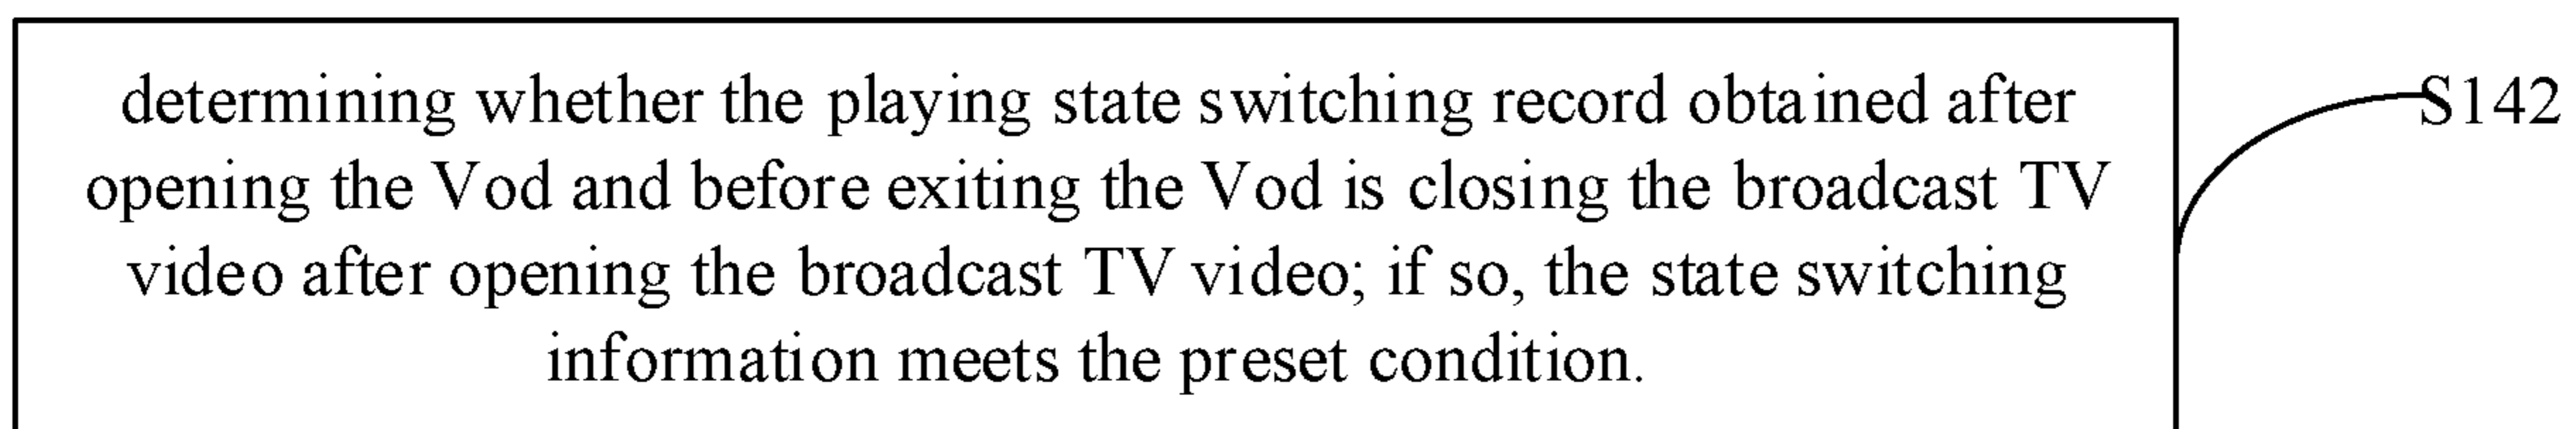 determining whether the playing state switching record obtained after
opening the Vod and before exiting the Vod is closing the broadcast TV
video after opening the broadcast TV video; if so, the state switching
information meets the preset condition.
S142